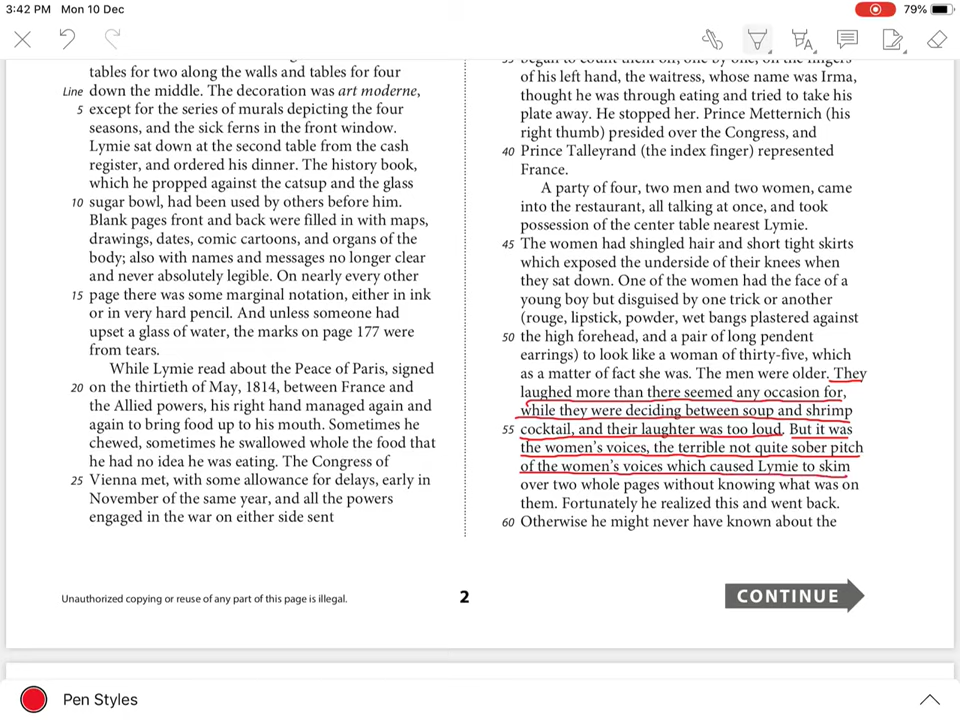 3:42 PM Mon 10 Dec
79%
tables for two along the walls and tables for four
Line down the middle. The decoration was art moderne,
5 except for the series of murals depicting the four
seasons, and the sick ferns in the front window.
Lymie sat down at the second table from the cash
register, and ordered his dinner. The history book,
which he propped against the catsup and the glass
10 sugar bowl, had been used by others before him.
Blank pages front and back were filled in with maps,
drawings, dates, comic cartoons, and organs of the
body; also with names and messages no longer clear
and never absolutely legible. On nearly every other
15 page there was some marginal notation, either in ink
or in very hard pencil. And unless someone had
upset a glass of water, the marks on page 177 were
from tears.
While Lymie read about the Peace of Paris, signed
20 on the thirtieth of May, 1814, between France and
the Allied powers, his right hand managed again and
again to bring food up to his mouth. Sometimes he
chewed, sometimes he swallowed whole the food that
he had no idea he was eating. The Congress of
25 Vienna met, with some allowance for delays, early in
November of the same year, and all the powers
engaged in the war on either side sent
began to count them off, one by one, on the fingers
of his left hand, the waitress, whose name was Irma,
thought he was through eating and tried to take his
plate away. He stopped her. Prince Metternich (his
right thumb) presided over the Congress, and
40 Prince Talleyrand (the index finger) represented
France.
A party of four, two men and two women, came
into the restaurant, all talking at once, and took
possession of the center table nearest Lymie.
45 The women had shingled hair and short tight skirts
which exposed the underside of their knees when
they sat down. One of the women had the face of a
young boy but disguised by one trick or another
(rouge, lipstick, powder, wet bangs plastered against
50 the high forehead, and a pair of long pendent
earrings) to look like a woman of thirty-five, which
as a matter of fact she was. The men were older. They
laughed more than there seemed any occasion for,
while they were deciding between soup and shrimp
55 cocktail, and their laughter was too loud. But it was
the women's voices, the terrible not quite sober pitch
of the women's voices which caused Lymie to skim
over two whole pages without knowing what was on
them. Fortunately he realized this and went back.
60 Otherwise he might never have known about the
Unauthorized copying or reuse of any part of this page is illegal.
2
CONTINUE
Pen Styles